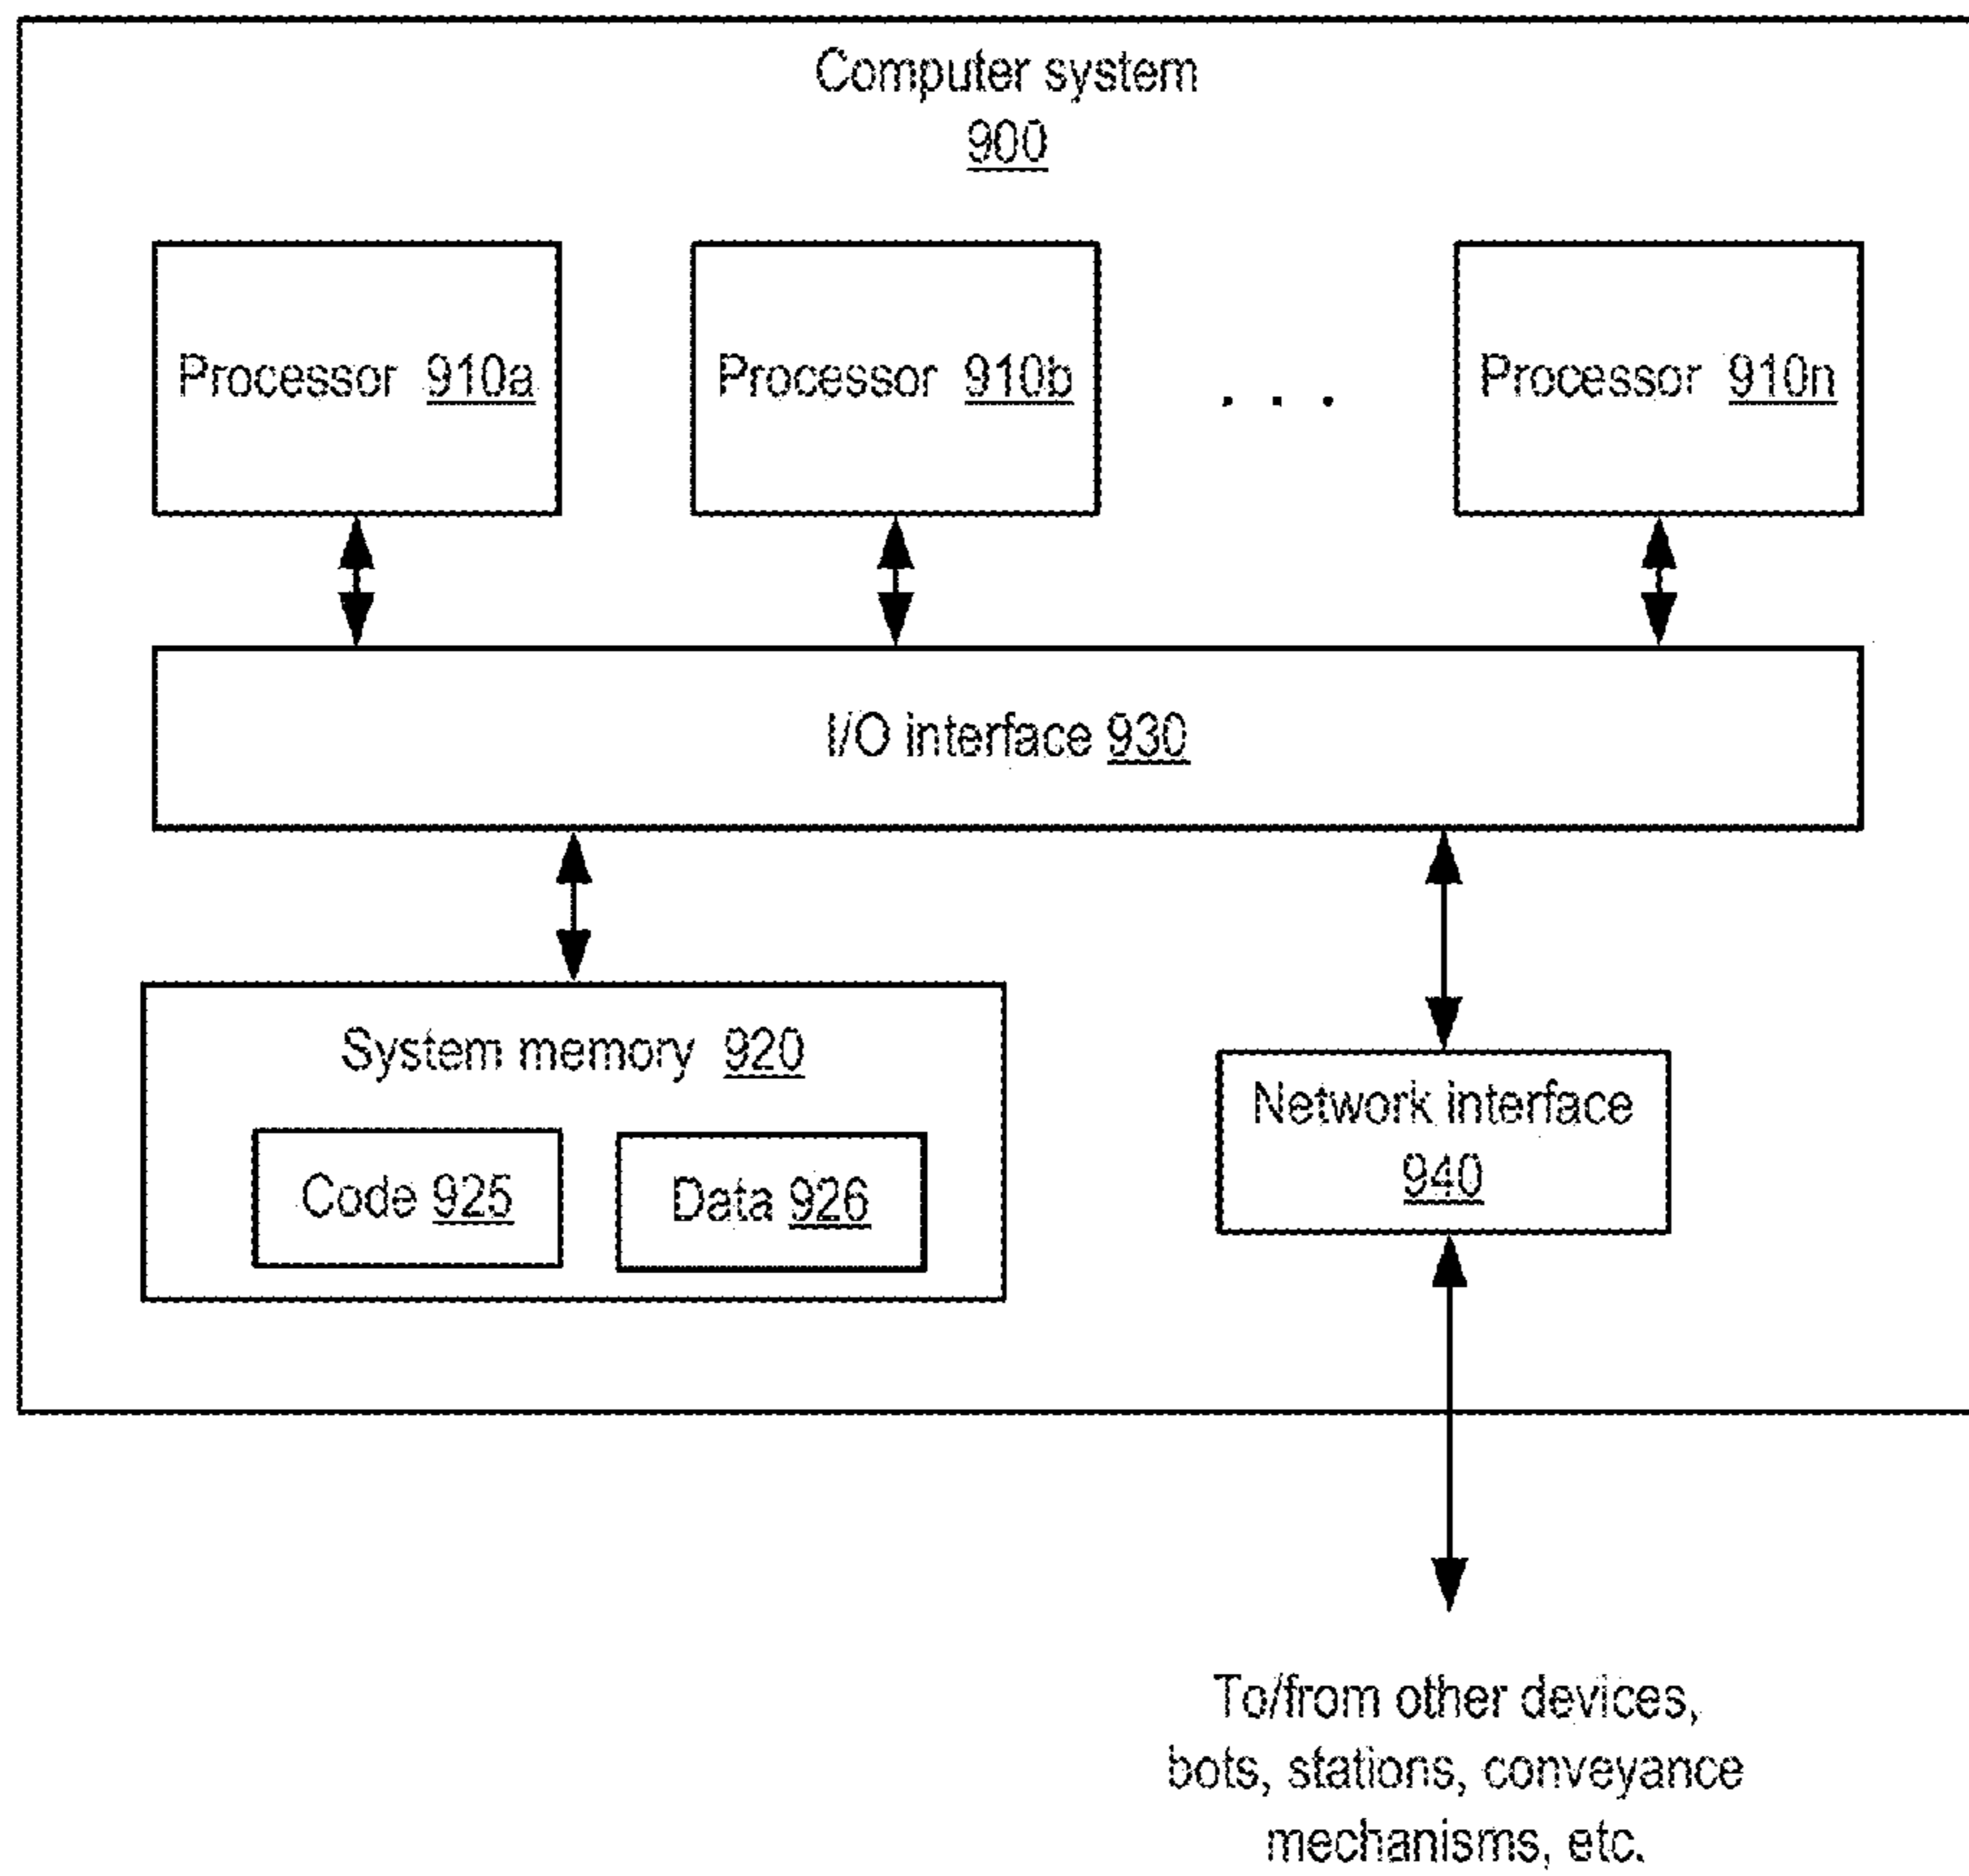 Computer system
900
Processor 910a
Processor 910b
. . .
Processor 910n
I/O interface 930
System memory 920
Code 925
Data 926
Network interface
940
To/from other devices,
bots, stations, conveyance
mechanisms, etc.